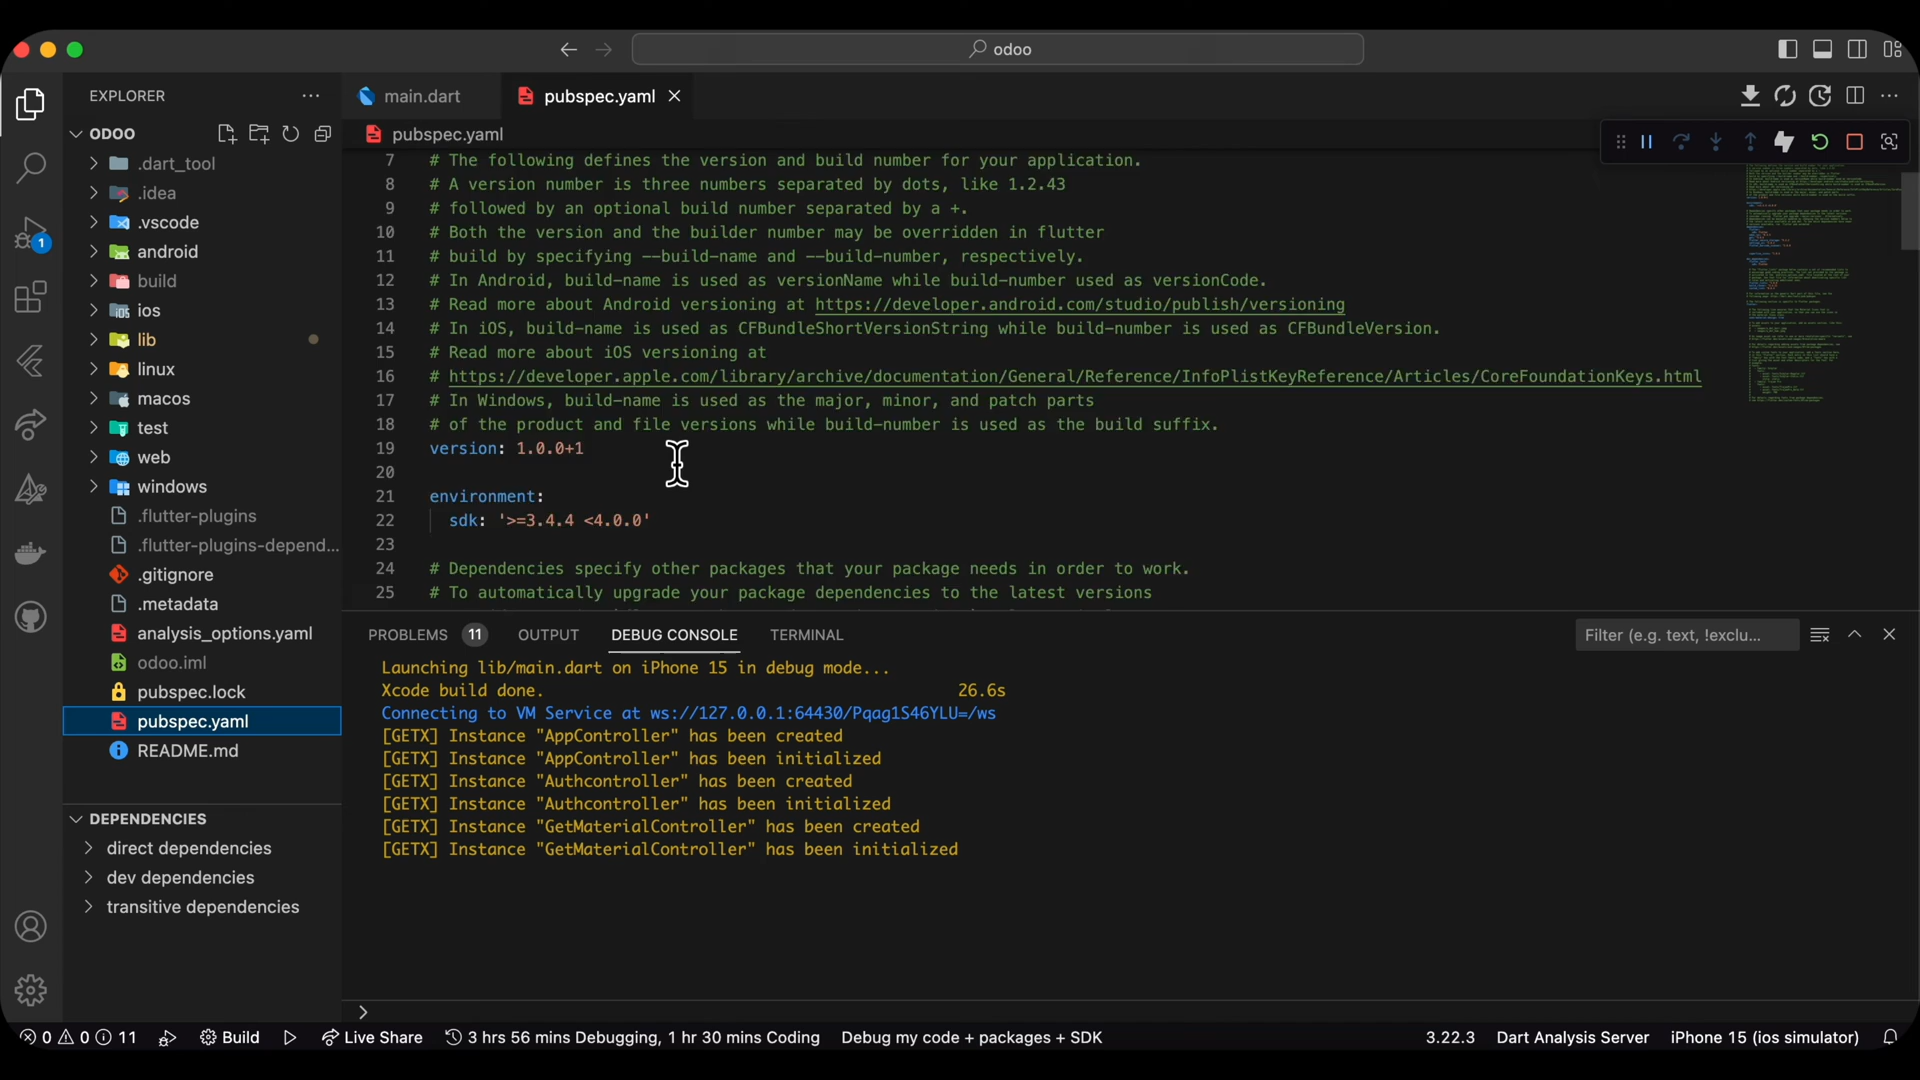 odoo
EXPLORER
main.dart
pubspec.yaml
ODOO
.dart_tool
.idea
.vscode
android
build
ios
lib
linux
macos
test
web
windows
.flutter-plugins
.flutter-plugins-depend...
.gitignore
.metadata
analysis_options.yaml
odoo.iml
pubspec.lock
pubspec.yaml
README.md
DEPENDENCIES
direct dependencies
dev dependencies
transitive dependencies
1
pubspec.yaml
7 # The following defines the version and build number for your application.
8 # A version number is three numbers separated by dots, like 1.2.43
9 # followed by an optional build number separated by a +.
10 # Both the version and the builder number may be overridden in flutter
11 # build by specifying --build-name and --build-number, respectively.
12 # In Android, build-name is used as versionName while build-number used as versionCode.
13 # Read more about Android versioning at https://developer.android.com/studio/publish/versioning
14 # In iOS, build-name is used as CFBundleShortVersionString while build-number is used as CFBundleVersion.
15 # Read more about iOS versioning at
16 # https://developer.apple.com/library/archive/documentation/General/Reference/InfoPlistKeyReference/Articles/CoreFoundationKeys.html
17 # In Windows, build-name is used as the major, minor, and patch parts
18 # of the product and file versions while build-number is used as the build suffix.
19 version: 1.0.0+1
20
21 environment:
22 sdk: '>=3.4.4 <4.0.0'
23
24 # Dependencies specify other packages that your package needs in order to work.
25 # To automatically upgrade your package dependencies to the latest versions
PROBLEMS 11 OUTPUT DEBUG CONSOLE TERMINAL Filter (e.g. text, !exclu...
Launching lib/main.dart on iPhone 15 in debug mode...
Xcode build done. 26.6s
Connecting to VM Service at ws://127.0.0.1:64430/Pqag1S46YLU=/ws
[GETX] Instance "AppController" has been created
[GETX] Instance "AppController" has been initialized
[GETX] Instance "Authcontroller" has been created
[GETX] Instance "Authcontroller" has been initialized
[GETX] Instance "GetMaterialController" has been created
[GETX] Instance "GetMaterialController" has been initialized
0 0 11 Build Live Share 3 hrs 56 mins Debugging, 1 hr 30 mins Coding Debug my code + packages + SDK 3.22.3 Dart Analysis Server iPhone 15 (ios simulator)